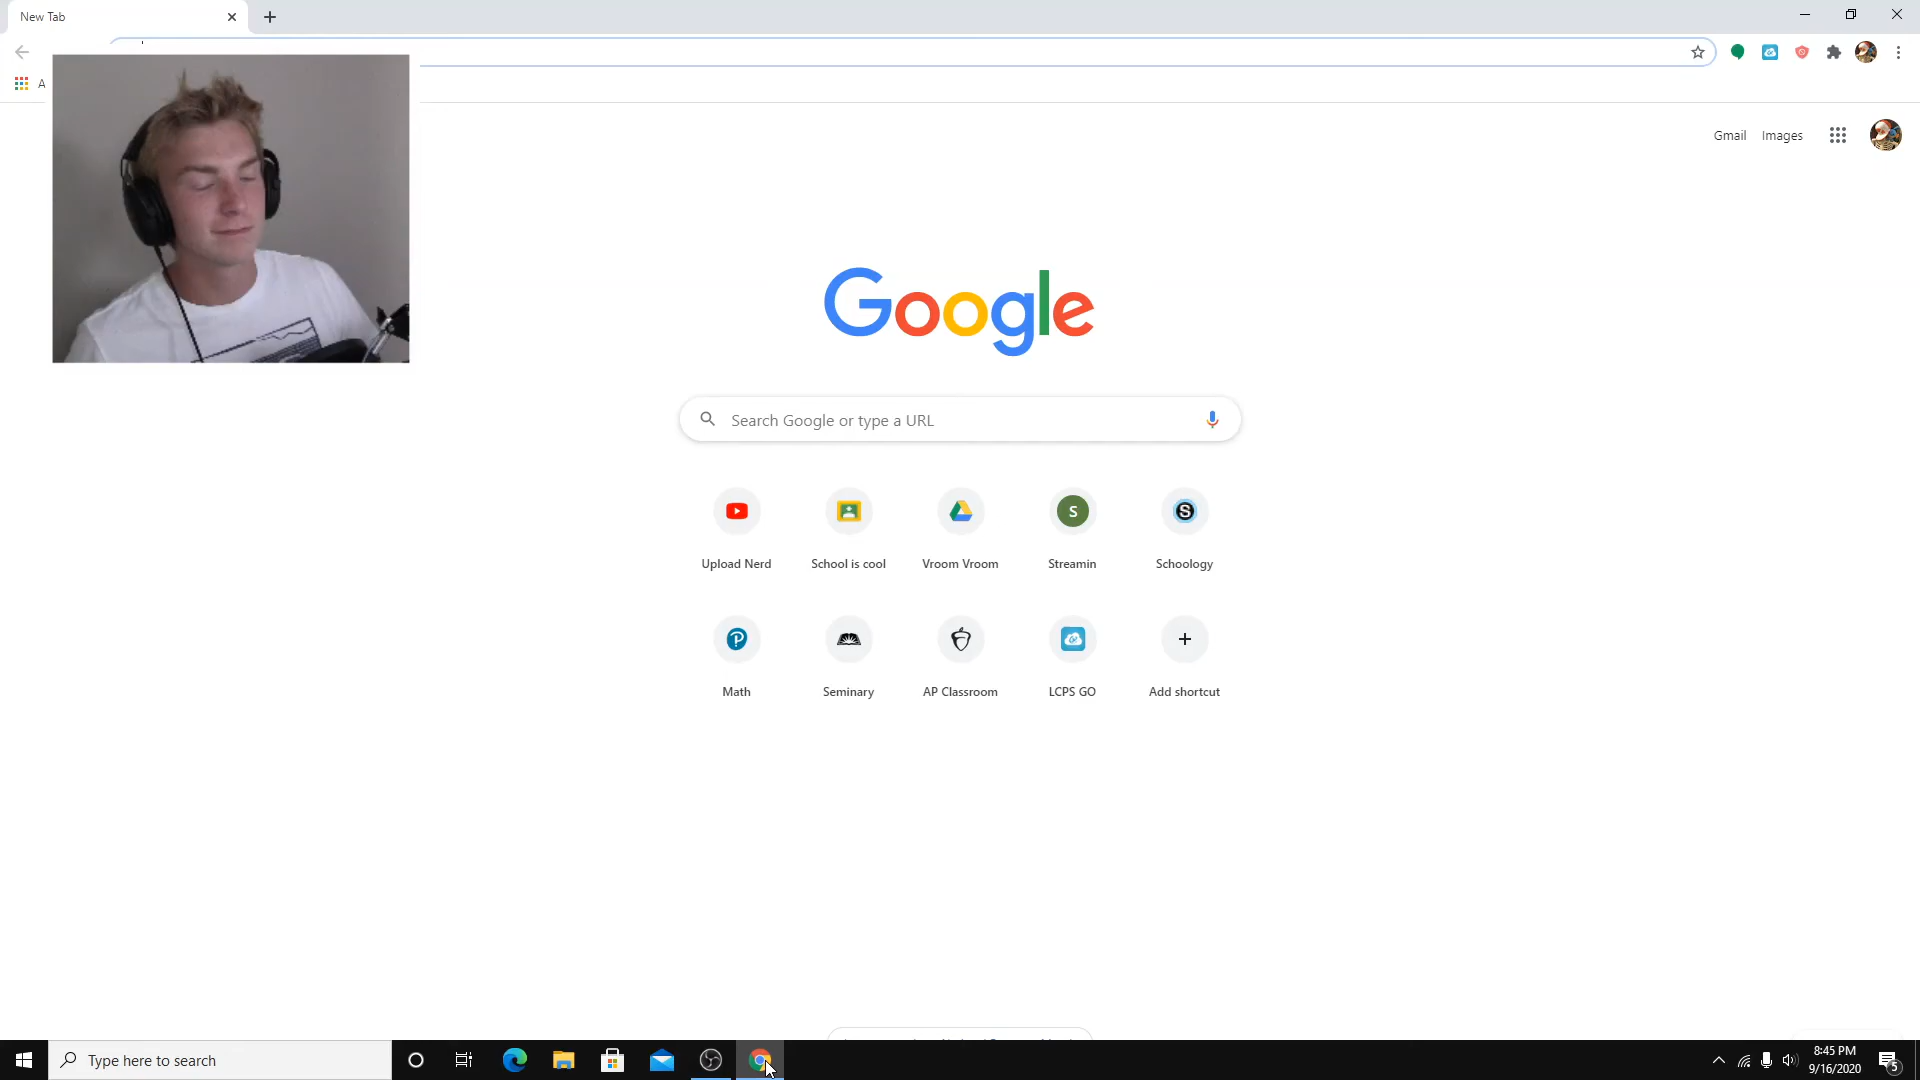 New Tab
A
Gmail Images
Google
Search Google or type a URL
S
S
Upload Nerd School is cool Vroom Vroom Streamin Schoology
P
Math Seminary AP Classroom LCPS GO Add shortcut
Type here to search
8:45 PM
9/16/2020
5